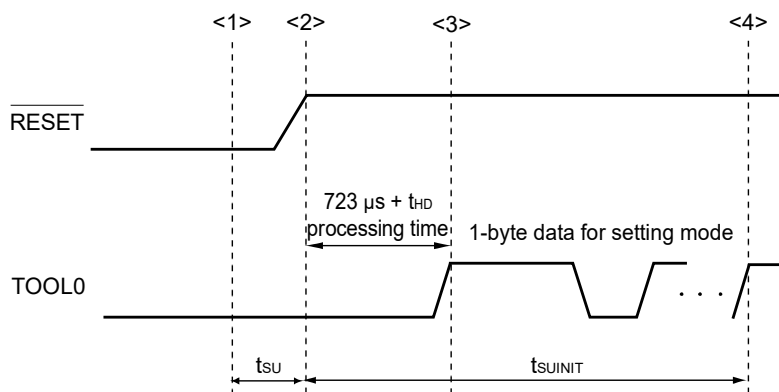 <1> <2> <3> <4>
RESET
723 µs + tHD
processing time
1-byte data for setting mode
TOOL0
. . .
tSU
tSUINIT